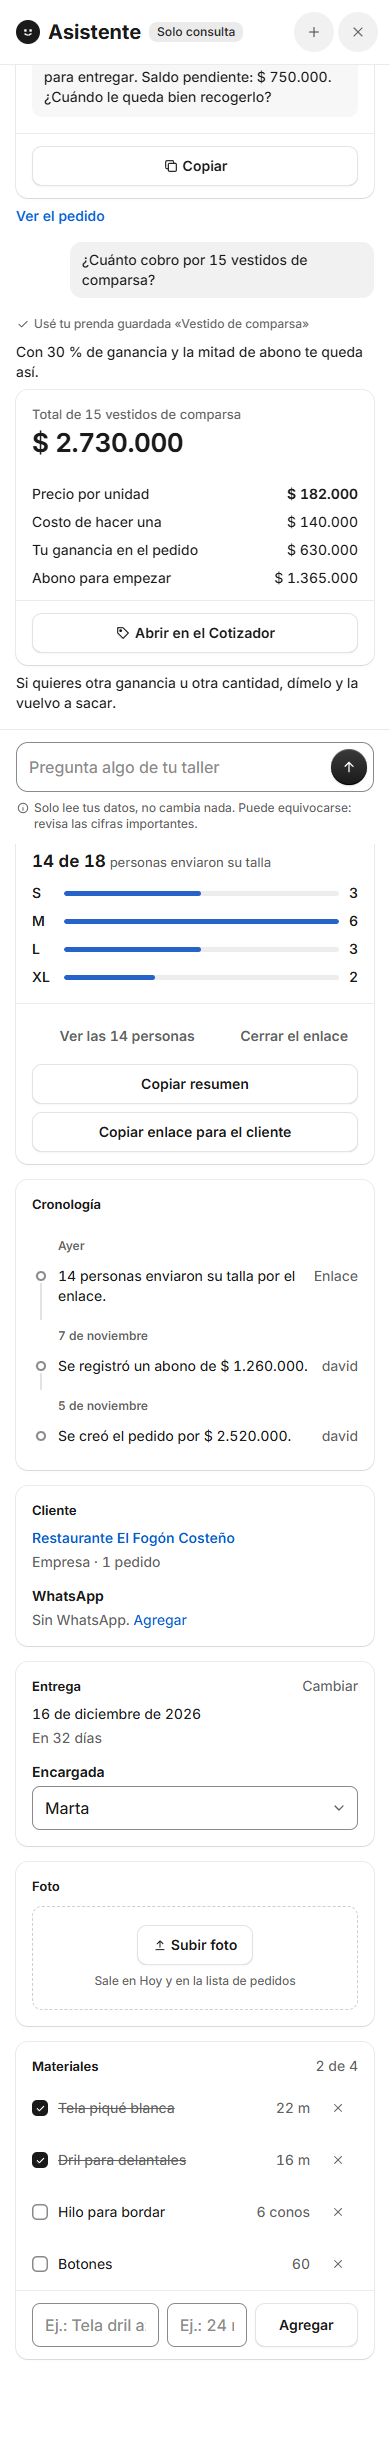 Asistente Solo consulta
para entregar. Saldo pendiente: $ 750.000.
¿Cuándo le queda bien recogerlo?
Copiar
Ver el pedido
¿Cuánto cobro por 15 vestidos de
comparsa?
Usé tu prenda guardada «Vestido de comparsa»
Con 30 % de ganancia y la mitad de abono te queda
así.
Total de 15 vestidos de comparsa
$ 2.730.000
Precio por unidad $ 182.000
Costo de hacer una $ 140.000
Tu ganancia en el pedido $ 630.000
Abono para empezar $ 1.365.000
Abrir en el Cotizador
Si quieres otra ganancia u otra cantidad, dímelo y la
vuelvo a sacar.
Pregunta algo de tu taller
Solo lee tus datos, no cambia nada. Puede equivocarse:
revisa las cifras importantes.
14 de 18 personas enviaron su talla
S 3
M 6
L 3
XL 2
Ver las 14 personas Cerrar el enlace
Copiar resumen
Copiar enlace para el cliente
Cronología
Ayer
14 personas enviaron su talla por el Enlace
enlace.
7 de noviembre
Se registró un abono de $ 1.260.000. david
5 de noviembre
Se creó el pedido por $ 2.520.000. david
Cliente
Restaurante El Fogón Costeño
Empresa · 1 pedido
WhatsApp
Sin WhatsApp. Agregar
Entrega Cambiar
16 de diciembre de 2026
En 32 días
Encargada
Marta
Foto
Subir foto
Sale en Hoy y en la lista de pedidos
Materiales 2 de 4
Tela piqué blanca 22 m
Dril para delantales 16 m
Hilo para bordar 6 conos
Botones 60
Ej.: Tela dril a Ej.: 24 Agregar